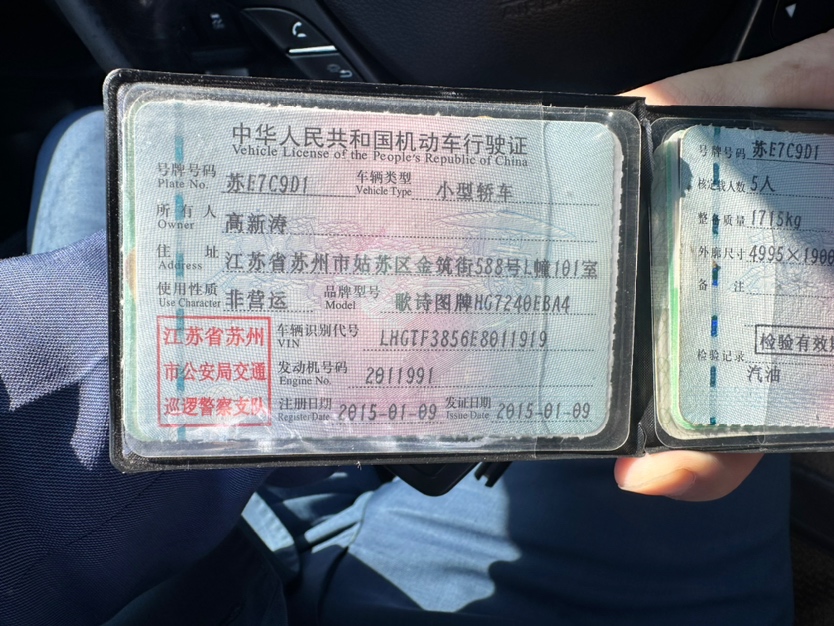 中华人民共和国机动车行驶证
Vehicle License of the People's Republic of China
号牌号码 苏E7C9D1 车辆类型 小型轿车
Plate No. Vehicle Type
所有人 高新涛
Owner
住址 江苏省苏州市姑苏区金筑街588号1幢101室
Address
使用性质 非营运 品牌型号 歌诗图牌HG7240EBA4
Use Character Model
江苏省苏州
市公安局交通
巡逻警察支队
车辆识别代号 LHGTF3856E8011919
VIN
发动机号码 2011991
Engine No.
注册日期 2015-01-09 发证日期 2015-01-09
Register Date Issue Date
号牌号码 苏E7C9D1
核定载人数 5人
整备质量 1715kg
外廓尺寸 4995×1900
备注
检验有效期
检验记录
汽油